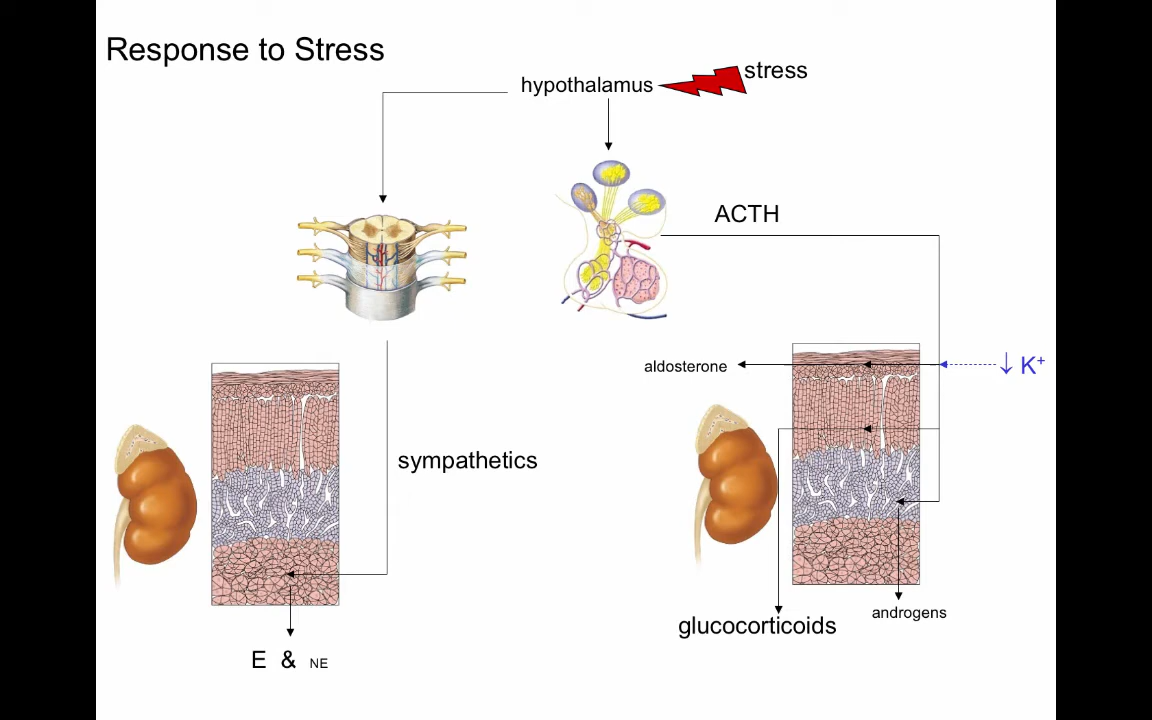 Response to Stress
stress
hypothalamus
ACTH
aldosterone
↓ K⁺
sympathetics
glucocorticoids
androgens
E & NE